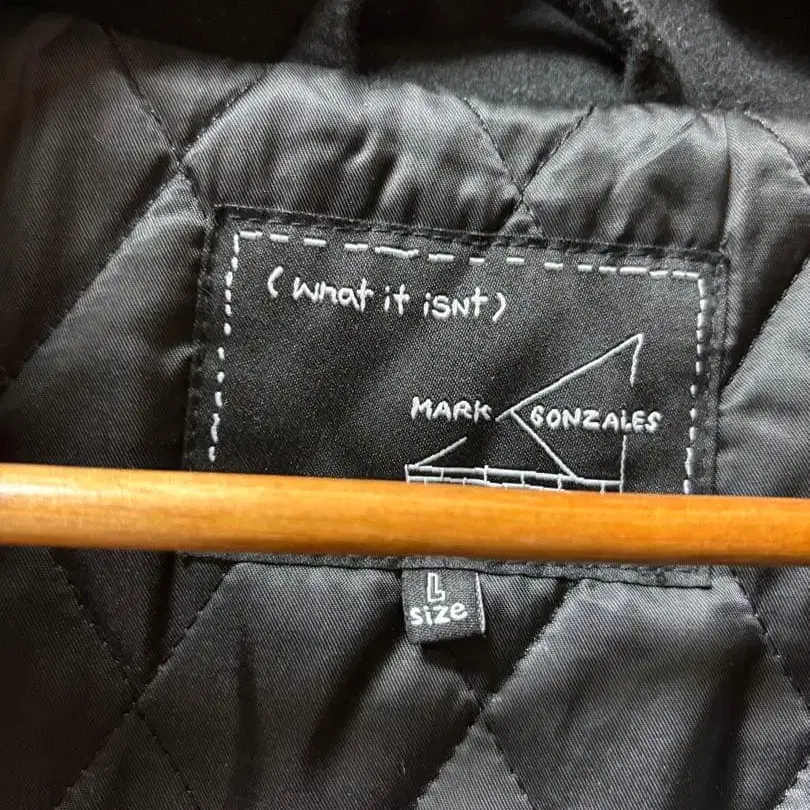 (what it isNt)
MARK GONZALES
L
size